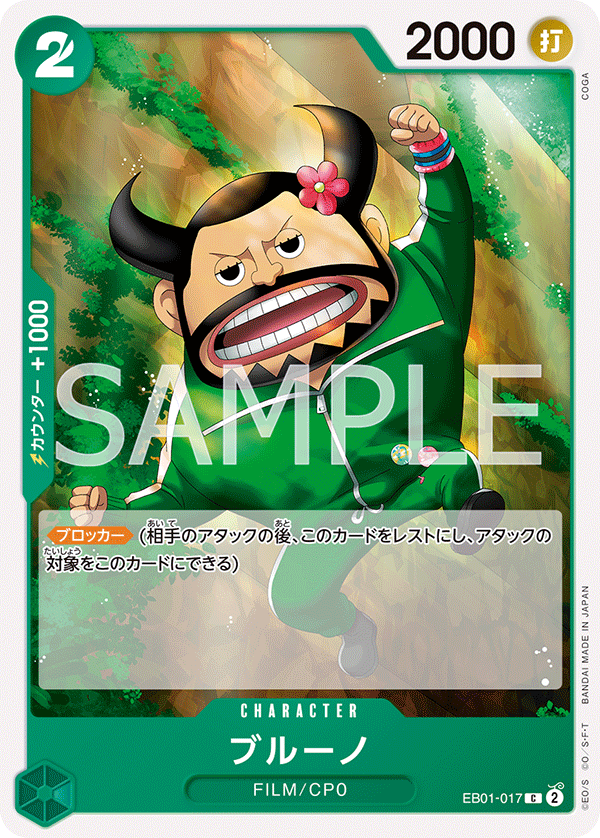 2
2000
打
COGA
カウンター +1000
SAMPLE
ブロッカー (相手のアタックの後、このカードをレストにし、アタックの
対象をこのカードにできる)
CHARACTER
ブルーノ
FILM/CP0
EB01-017 C 2
©E.O/S ©O/S・F・T BANDAI MADE IN JAPAN